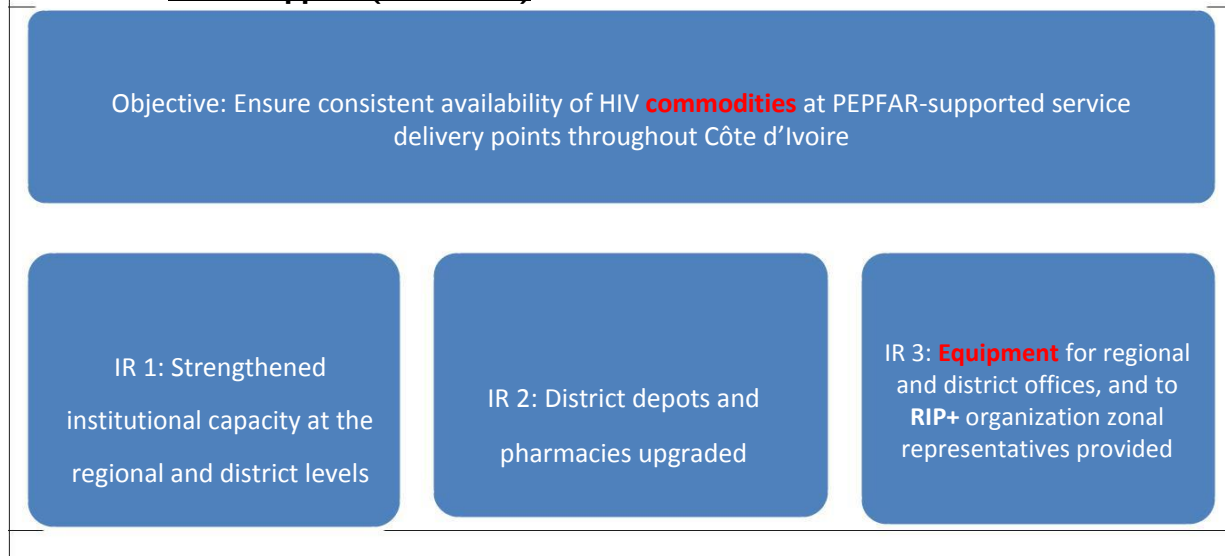 Objective: Ensure consistent availability of HIV commodities at PEPFAR-supported service
delivery points throughout Côte d’Ivoire
IR 1: Strengthened
institutional capacity at the
regional and district levels
IR 2: District depots and
pharmacies upgraded
IR 3: Equipment for regional
and district offices, and to
RIP+ organization zonal
representatives provided